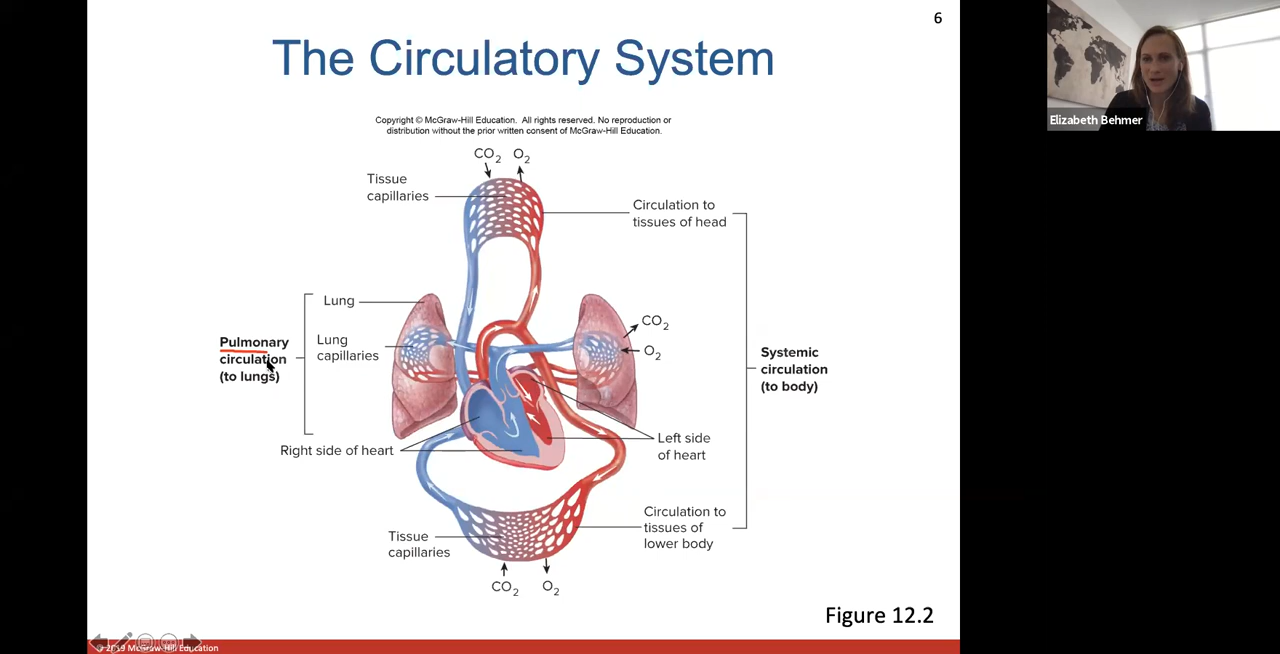 6
The Circulatory System
Copyright © McGraw-Hill Education. All rights reserved. No reproduction or
distribution without the prior written consent of McGraw-Hill Education.
CO2 O2
Tissue
capillaries
Circulation to
tissues of head
Lung
Lung
capillaries
Pulmonary
circulation
(to lungs)
CO2
O2
Systemic
circulation
(to body)
Right side of heart
Left side
of heart
Circulation to
tissues of
lower body
Tissue
capillaries
CO2 O2
Figure 12.2
© 2019 McGraw-Hill Education
Elizabeth Behmer